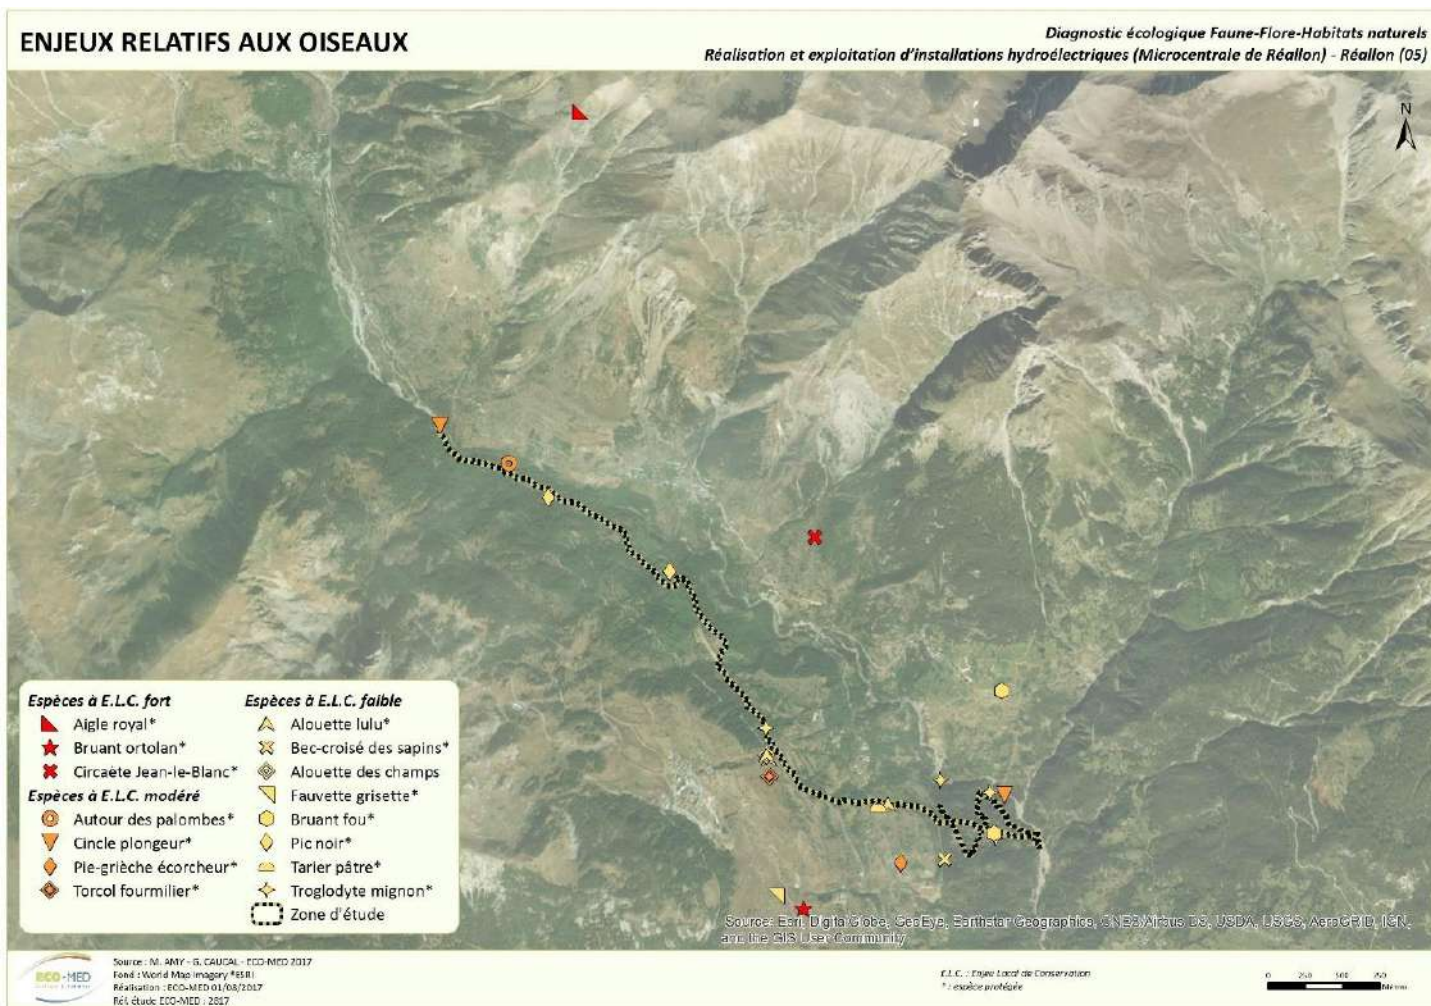 ENJEUX RELATIFS AUX OISEAUX
Diagnostic écologique Faune-Flore-Habitats naturels
Réalisation et exploitation d'installations hydroélectriques (Microcentrale de Réallon) - Réallon (05)
N
Espèces à E.L.C. fort
Aigle royal*
Bruant ortolan*
Circaète Jean-le-Blanc*
Espèces à E.L.C. modéré
Autour des palombes*
Cincle plongeur*
Pie-grièche écorcheur*
Torcol fourmilier*
Espèces à E.L.C. faible
Alouette lulu*
Bec-croisé des sapins*
Alouette des champs
Fauvette grisette*
Bruant fou*
Pic noir*
Tarier pâtre*
Troglodyte mignon*
Zone d'étude
Source: Esri, DigitalGlobe, GeoEye, Earthstar Geographics, CNES/Airbus DS, USDA, USGS, AeroGRID, IGN,
and the GIS User Community
ECO-MED
Source : M. AMY - G. CAUCAL - ECO-MED 2017
Fond : World Map Imagery ©ESRI
Réalisation : ECO-MED 01/08/2017
Réf. étude ECO-MED : 2817
E.L.C. : Enjeu Local de Conservation
* : espèce protégée
0 250 500 750
Mètres